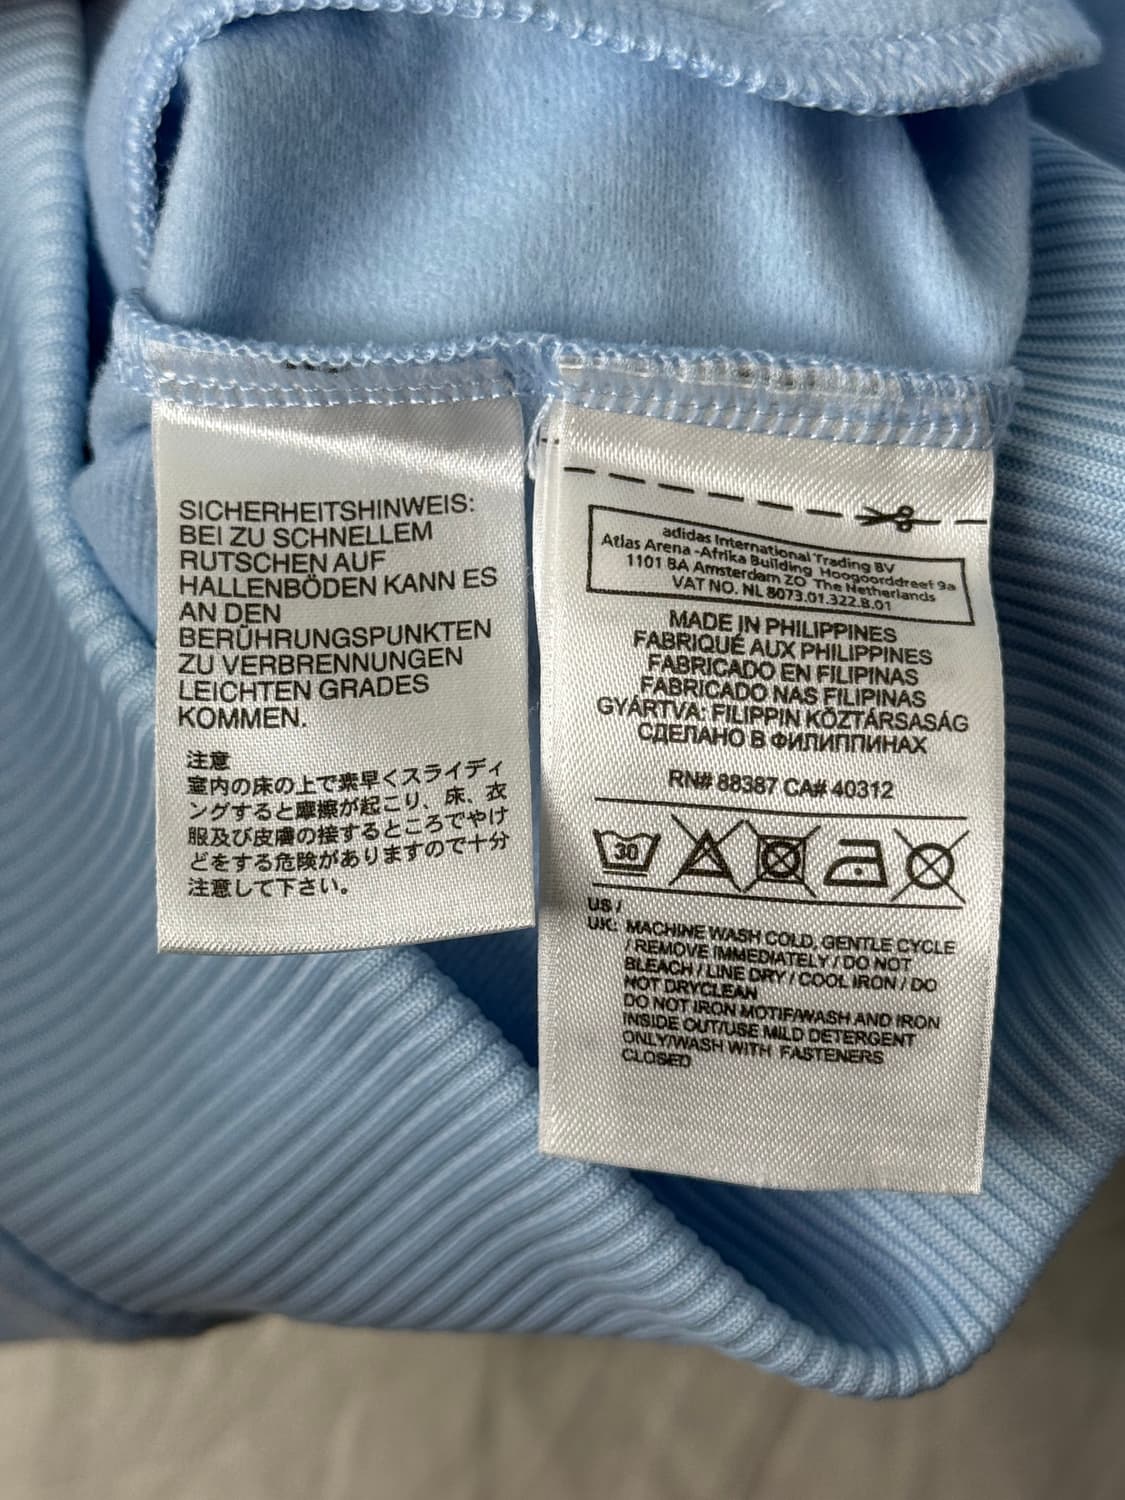 SICHERHEITSHINWEIS:
BEI ZU SCHNELLEM
RUTSCHEN AUF
HALLENBÖDEN KANN ES
AN DEN
BERÜHRUNGSPUNKTEN
ZU VERBRENNUNGEN
LEICHTEN GRADES
KOMMEN.
注意
室内の床の上で素早くスライディ
ングすると摩擦が起こり、床、衣
服及び皮膚の接するところでやけ
どをする危険がありますので十分
注意して下さい。
adidas International Trading BV
Atlas Arena -Afrika Building Hoogoorddreef 9a
1101 BA Amsterdam ZO The Netherlands
VAT NO. NL 8073.01.322.B.01
MADE IN PHILIPPINES
FABRIQUÉ AUX PHILIPPINES
FABRICADO EN FILIPINAS
FABRICADO NAS FILIPINAS
GYÁRTVA: FILIPPIN KÖZTÁRSASÁG
СДЕЛАНО В ФИЛИППИНАХ
RN# 88387 CA# 40312
30
US /
UK: MACHINE WASH COLD, GENTLE CYCLE
/ REMOVE IMMEDIATELY / DO NOT
BLEACH / LINE DRY / COOL IRON / DO
NOT DRYCLEAN
DO NOT IRON MOTIF/WASH AND IRON
INSIDE OUT/USE MILD DETERGENT
ONLY/WASH WITH FASTENERS
CLOSED